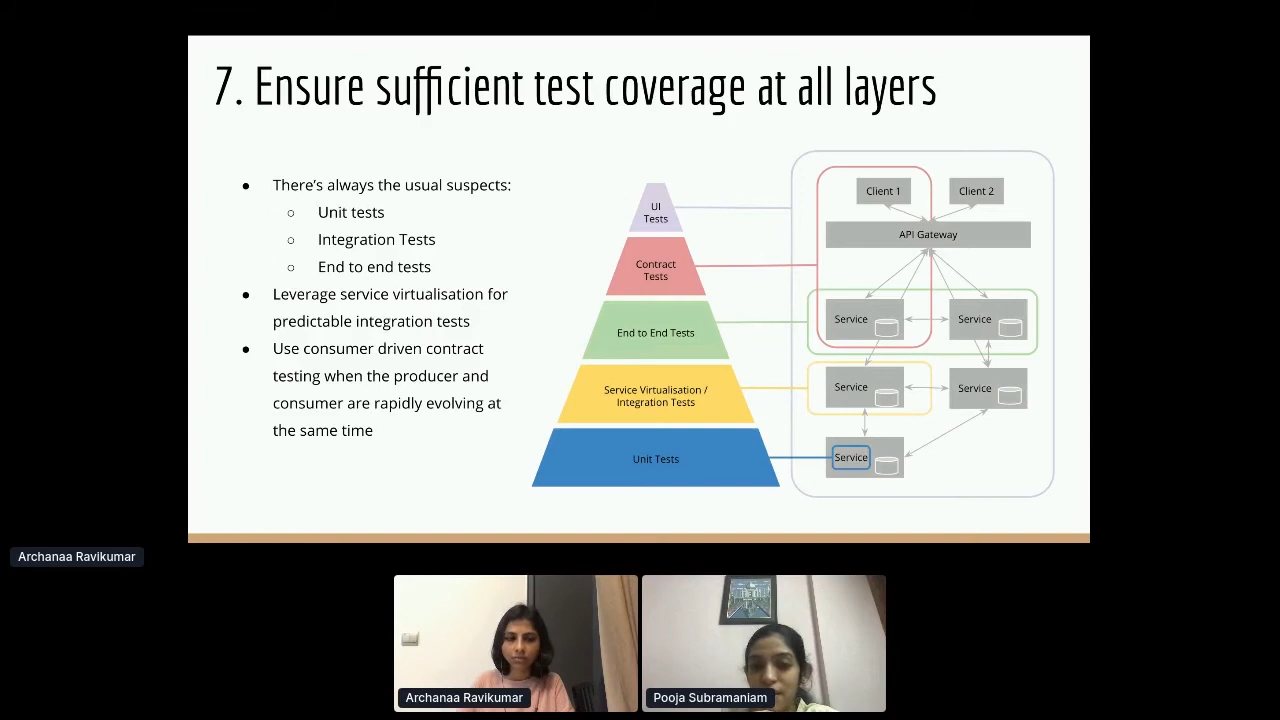 7. Ensure sufficient test coverage at all layers
● There's always the usual suspects:
○ Unit tests
○ Integration Tests
○ End to end tests
● Leverage service virtualisation for
predictable integration tests
● Use consumer driven contract
testing when the producer and
consumer are rapidly evolving at
the same time
UI
Tests
Contract
Tests
End to End Tests
Service Virtualisation /
Integration Tests
Unit Tests
Client 1
Client 2
API Gateway
Service
Service
Service
Service
Service
Archanaa Ravikumar
Archanaa Ravikumar
Pooja Subramaniam